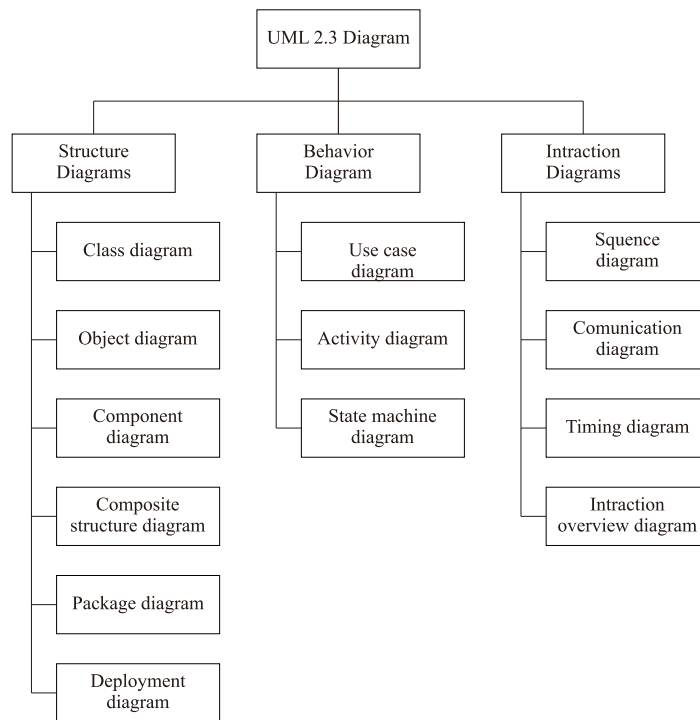 UML 2.3 Diagram
Structure
Diagrams
Class diagram
Object diagram
Component
diagram
Composite
structure diagram
Package diagram
Deployment
diagram
Behavior
Diagram
Use case
diagram
Activity diagram
State machine
diagram
Intraction
Diagrams
Squence
diagram
Comunication
diagram
Timing diagram
Intraction
overview diagram